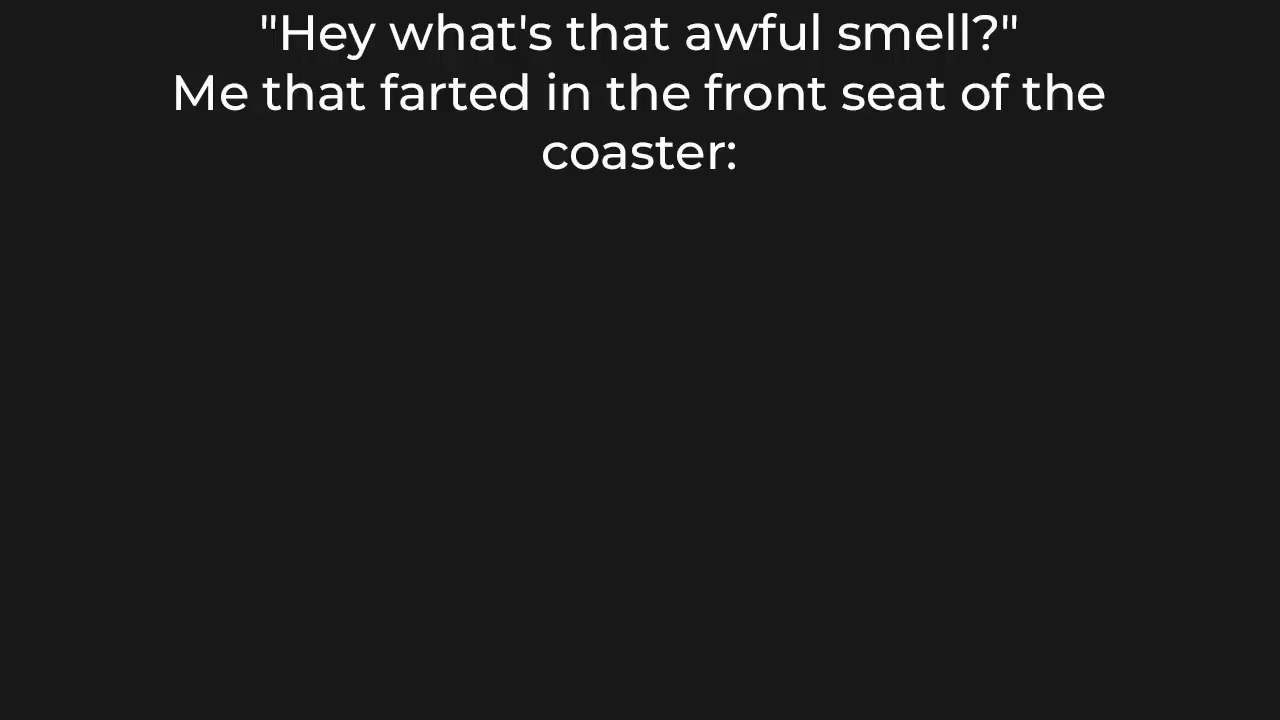 "Hey what's that awful smell?"
Me that farted in the front seat of the
coaster: